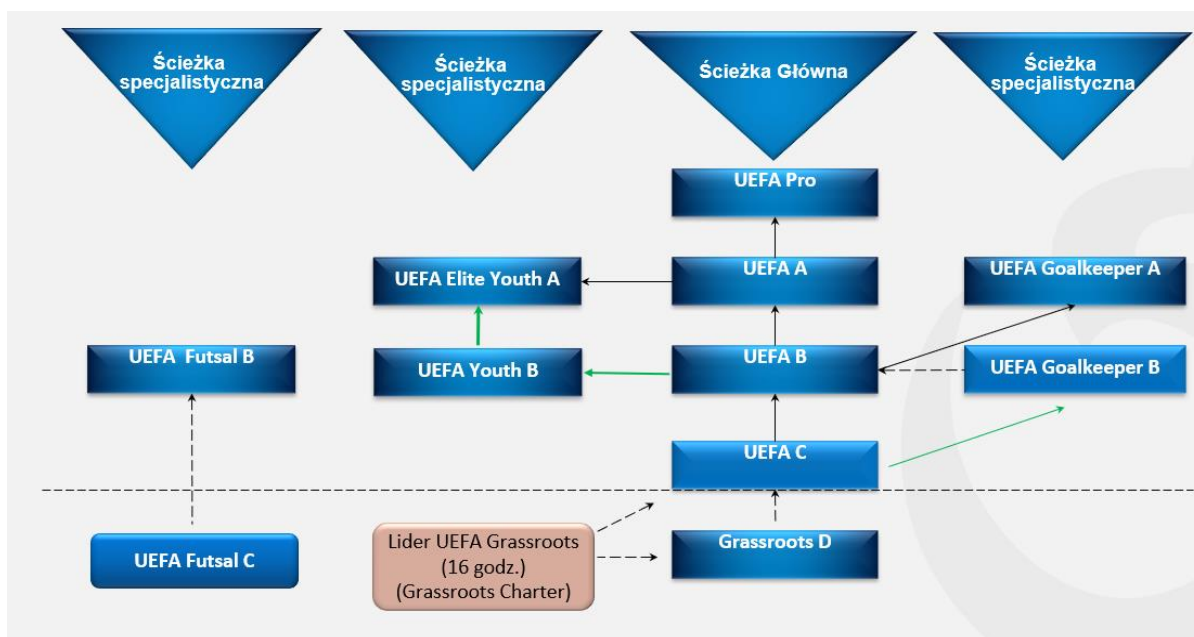 Ścieżka
specjalistyczna
Ścieżka
specjalistyczna
Ścieżka Główna
Ścieżka
specjalistyczna
UEFA Pro
UEFA Elite Youth A
UEFA A
UEFA Goalkeeper A
UEFA  Futsal B
UEFA Youth B
UEFA B
UEFA Goalkeeper B
UEFA C
UEFA Futsal C
Lider UEFA Grassroots
(16 godz.)
(Grassroots Charter)
Grassroots D